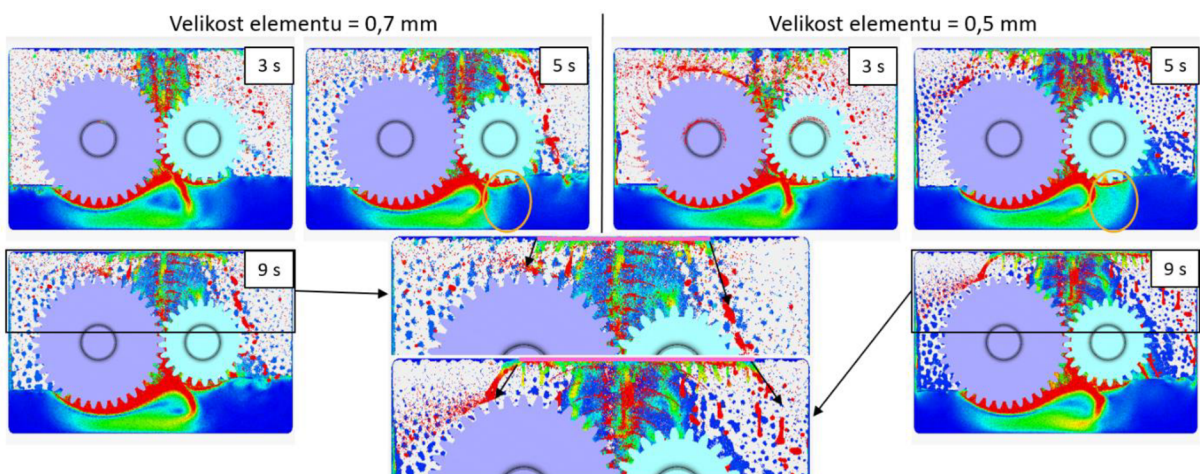 Velikost elementu = 0,7 mm
Velikost elementu = 0,5 mm
3 s
5 s
3 s
5 s
9 s
9 s